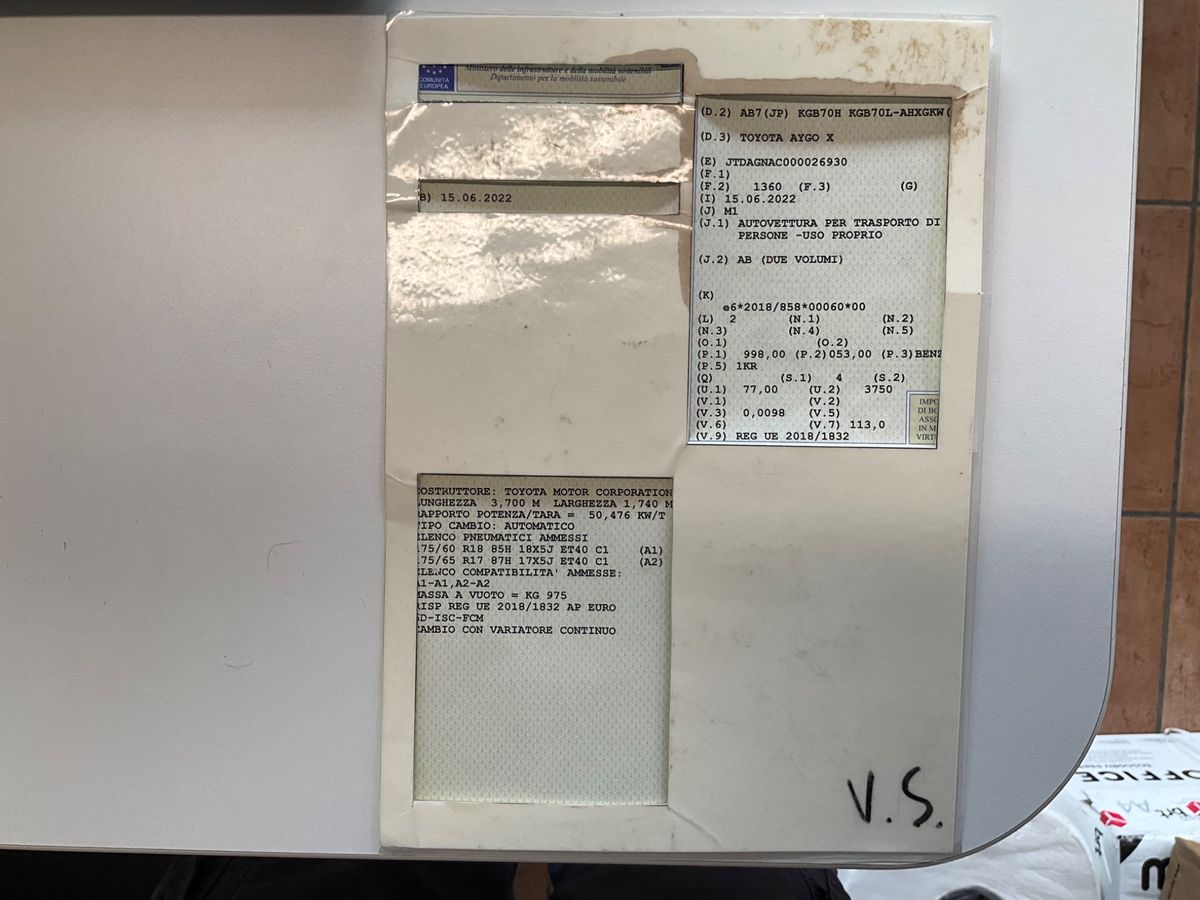 COMUNITÀ
EUROPEA
Ministero delle infrastrutture e della mobilità sostenibili
Dipartimento per la mobilità sostenibile
B) 15.06.2022
(D.2) AB7(JP) KGB70H KGB70L-AHXGKW(
(D.3) TOYOTA AYGO X
(E) JTDAGNAC000026930
(F.1)
(F.2) 1360 (F.3) (G)
(I) 15.06.2022
(J) M1
(J.1) AUTOVETTURA PER TRASPORTO DI
PERSONE -USO PROPRIO
(J.2) AB (DUE VOLUMI)
(K)
e6*2018/858*00060*00
(L) 2 (N.1) (N.2)
(N.3) (N.4) (N.5)
(O.1) (O.2)
(P.1) 998,00 (P.2)053,00 (P.3)BENZ
(P.5) 1KR
(Q) (S.1) 4 (S.2)
(U.1) 77,00 (U.2) 3750
(V.1) (V.2)
(V.3) 0,0098 (V.5)
(V.6) (V.7) 113,0
(V.9) REG UE 2018/1832
IMPO
DI BO
ASSO
IN M
VIRT
COSTRUTTORE: TOYOTA MOTOR CORPORATION
LUNGHEZZA 3,700 M LARGHEZZA 1,740 M
RAPPORTO POTENZA/TARA = 50,476 KW/T
TIPO CAMBIO: AUTOMATICO
ELENCO PNEUMATICI AMMESSI
175/60 R18 85H 18X5J ET40 C1 (A1)
175/65 R17 87H 17X5J ET40 C1 (A2)
ELENCO COMPATIBILITA' AMMESSE:
A1-A1,A2-A2
MASSA A VUOTO = KG 975
RISP REG UE 2018/1832 AP EURO
6D-ISC-FCM
CAMBIO CON VARIATORE CONTINUO
V.S.
OFFICE
A4